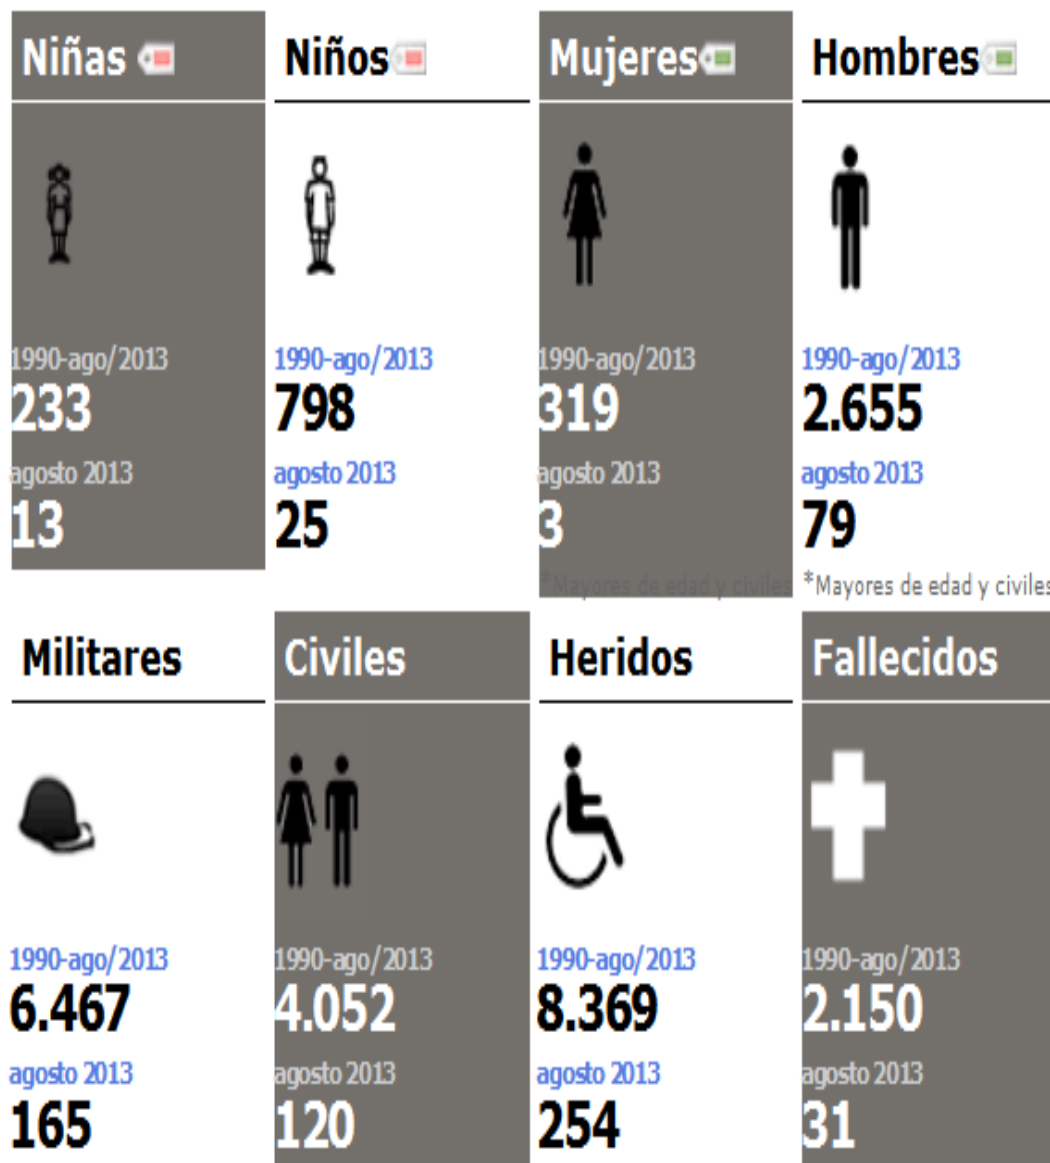 Niñas
Niños
Mujeres
Hombres
1990-ago/2013
1990-ago/2013
1990-ago/2013
1990-ago/2013
233
798
319
2.655
agosto 2013
agosto 2013
agosto 2013
agosto 2013
13
25
3
79
*Mayores de edad y civiles
*Mayores de edad y civiles
Militares
Civiles
Heridos
Fallecidos
1990-ago/2013
1990-ago/2013
1990-ago/2013
1990-ago/2013
6.467
4.052
8.369
2.150
agosto 2013
agosto 2013
agosto 2013
agosto 2013
165
120
254
31